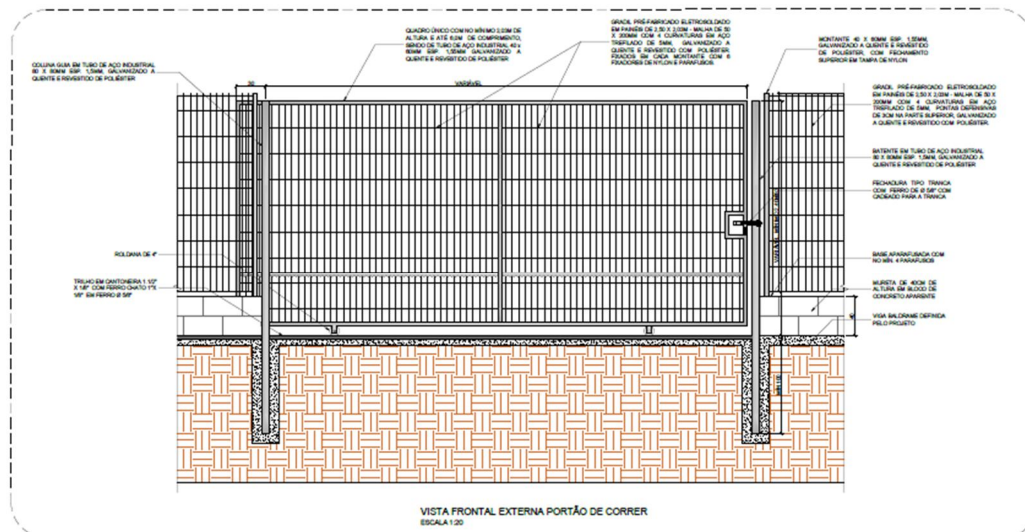 QUADRO ÚNICO COM NO MÍNIMO 2,03M DE
ALTURA E ATÉ 6,0M DE COMPRIMENTO,
SENDO DE TUBO DE AÇO INDUSTRIAL 40 x
60MM ESP. 1,55MM GALVANIZADO A
QUENTE E REVESTIDO DE POLIÉSTER
GRADIL PRÉ-FABRICADO ELETROSOLDADO
EM PAINÉIS DE 2,50 X 2,03M - MALHA DE 50
X 200MM COM 4 CURVATURAS EM AÇO
TREFILADO DE 5MM, GALVANIZADO A
QUENTE E REVESTIDO COM POLIÉSTER,
FIXADOS EM CADA MONTANTE COM 6
FIXADORES DE NYLON E PARAFUSOS.
MONTANTE 40 X 60MM ESP. 1,55MM,
GALVANIZADO A QUENTE E REVESTIDO
DE POLIÉSTER, COM FECHAMENTO
SUPERIOR EM TAMPA DE NYLON
COLUNA GUIA EM TUBO DE AÇO INDUSTRIAL
80 X 80MM ESP. 1,5MM, GALVANIZADO A
QUENTE E REVESTIDO DE POLIÉSTER
VARIÁVEL
GRADIL PRÉ-FABRICADO ELETROSOLDADO
EM PAINÉIS DE 2,50 X 2,03M - MALHA DE 50 X
200MM COM 4 CURVATURAS EM AÇO
TREFILADO DE 5MM, PONTAS DEFENSIVAS
DE 3CM NA PARTE SUPERIOR, GALVANIZADO
A QUENTE E REVESTIDO COM POLIÉSTER.
BATENTE EM TUBO DE AÇO INDUSTRIAL
80 X 80MM ESP. 1,5MM, GALVANIZADO A
QUENTE E REVESTIDO DE POLIÉSTER
FECHADURA TIPO TRANCA
COM FERRO DE Ø 5/8" COM
CADEADO PARA A TRANCA
ROLDANA DE 4"
BASE APARAFUSADA COM
NO MÍN. 4 PARAFUSOS
TRILHO EM CANTONEIRA 1.1/2"
X 1/8" COM FERRO CHATO 1"X
1/8" EM FERRO Ø 5/8"
MURETA DE 40CM DE
ALTURA EM BLOCO DE
CONCRETO APARENTE
VIGA BALDRAME DEFINIDA
PELO PROJETO
VISTA FRONTAL EXTERNA PORTÃO DE CORRER
ESCALA 1:20